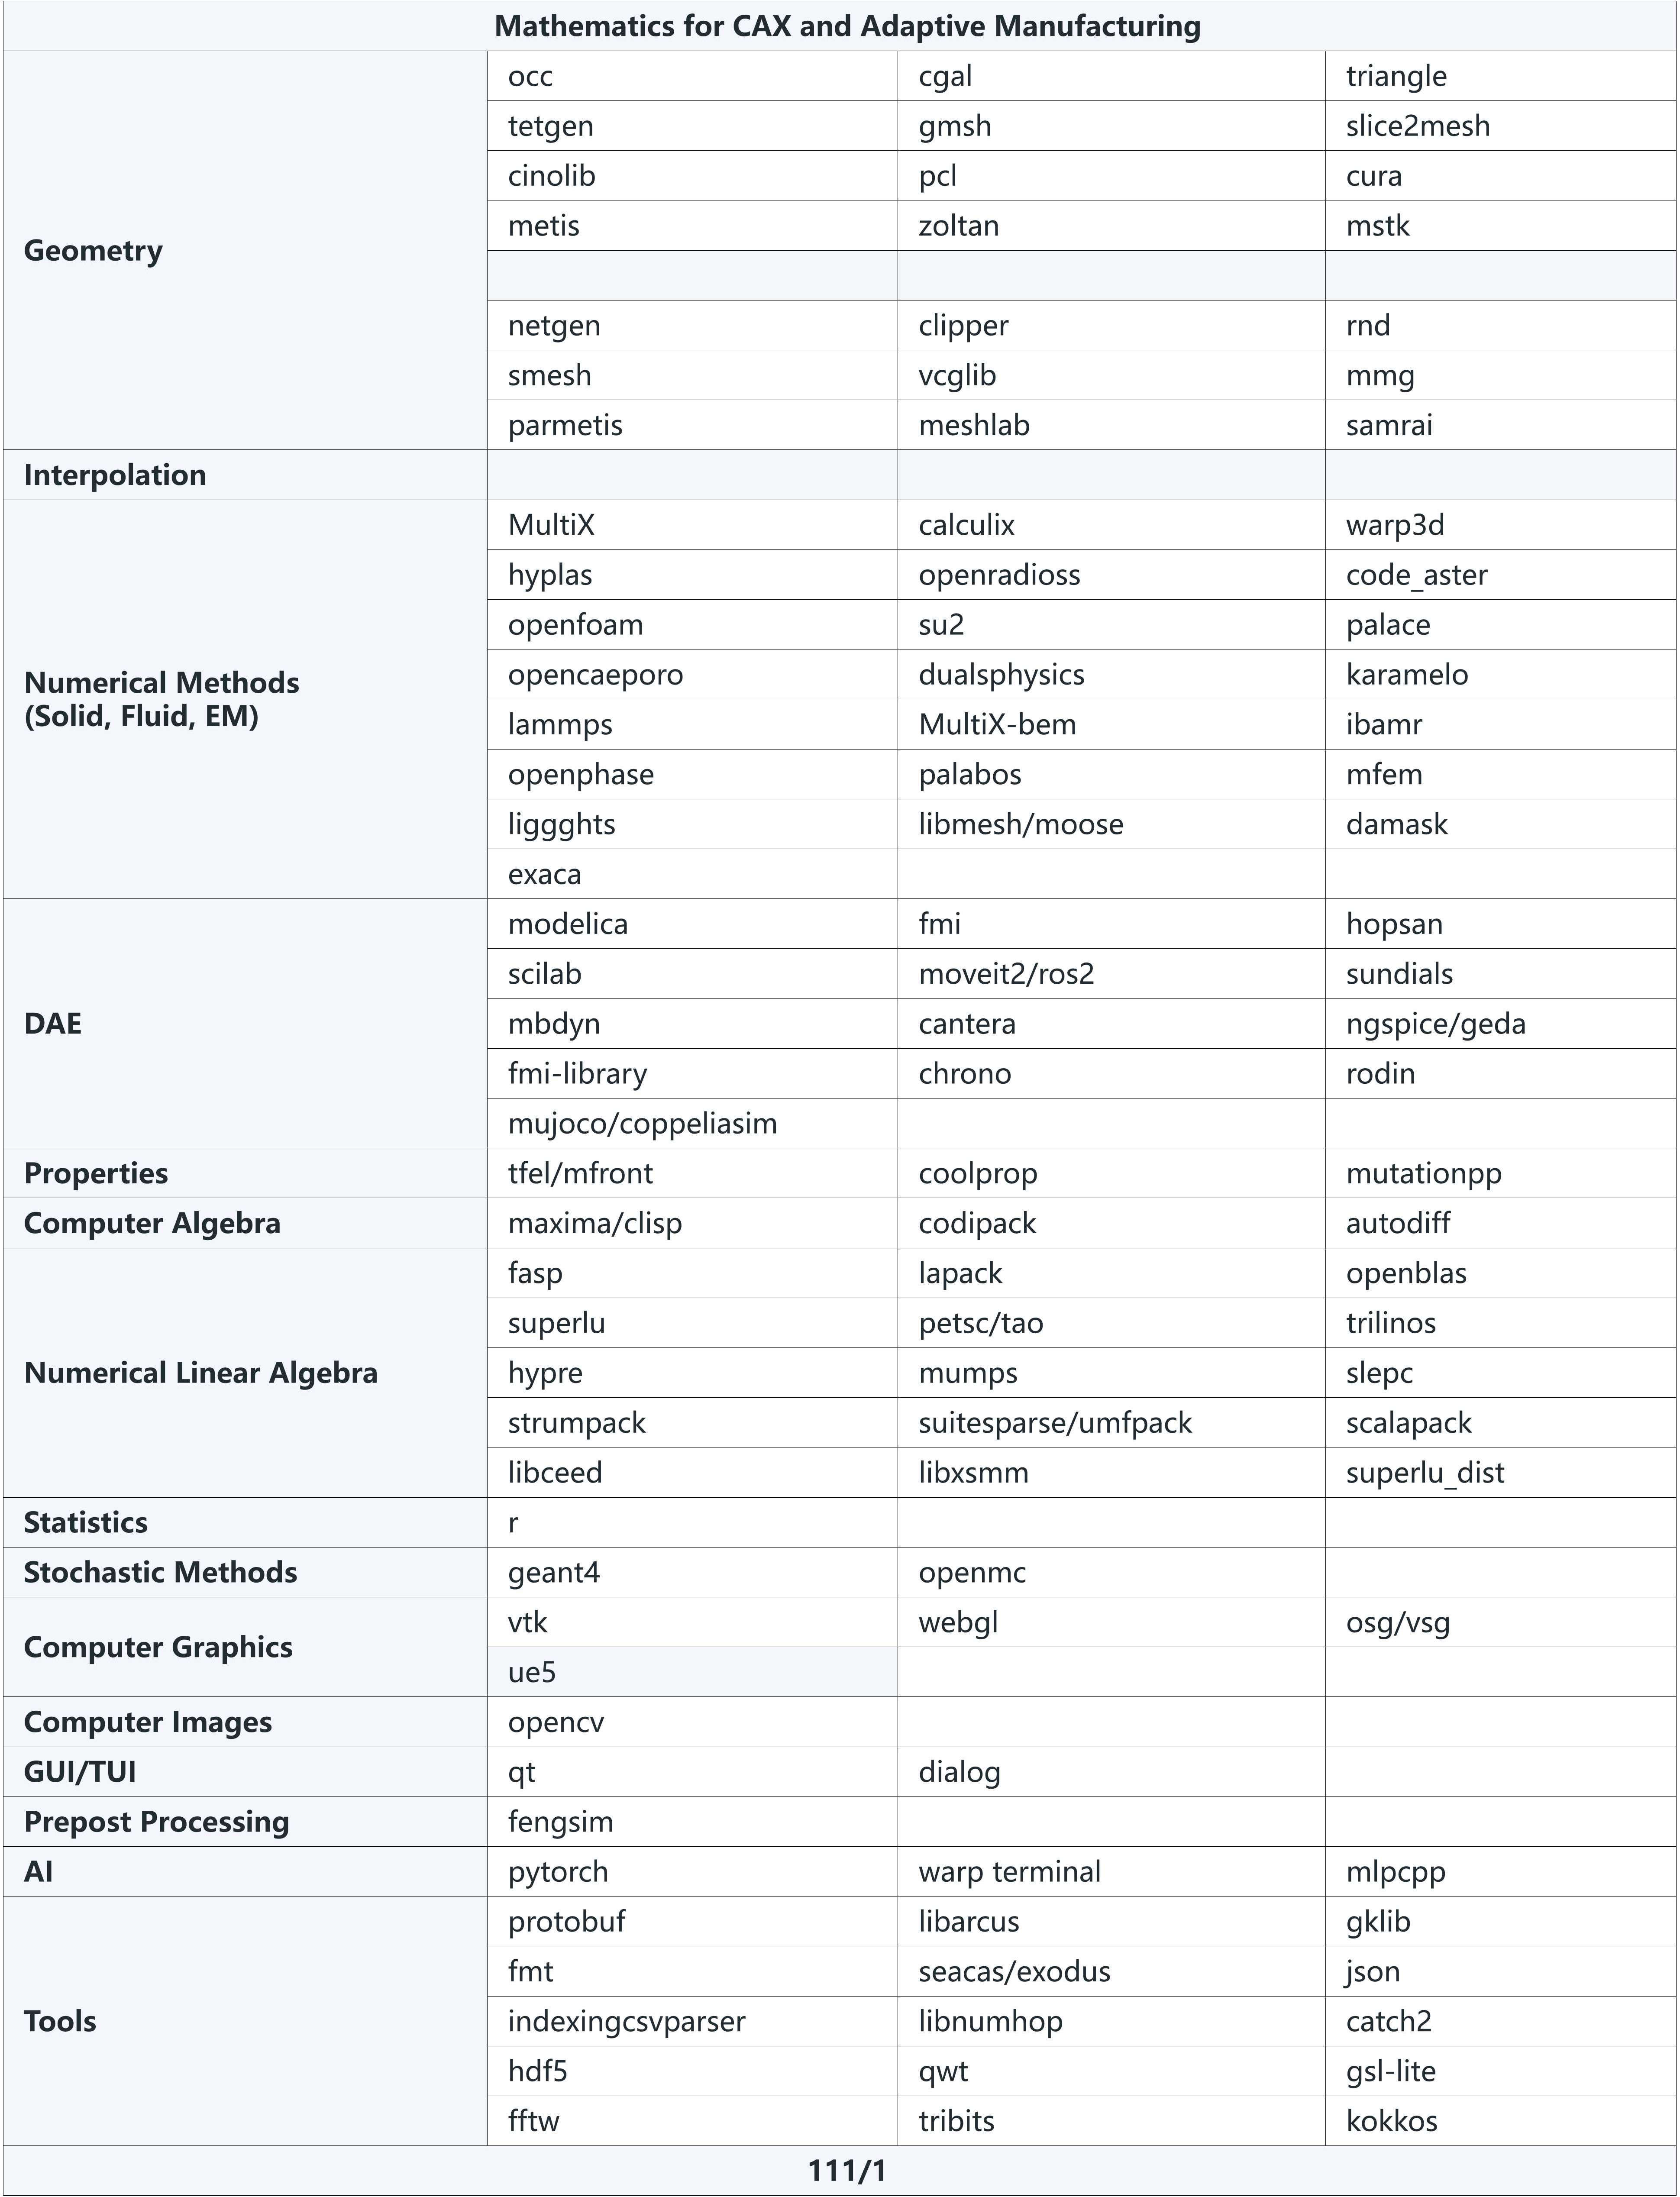 Mathematics for CAX and Adaptive Manufacturing
Geometry
occ cgal triangle
tetgen gmsh slice2mesh
cinolib pcl cura
metis zoltan mstk
netgen clipper rnd
smesh vcglib mmg
parmetis meshlab samrai
Interpolation
Numerical Methods
(Solid, Fluid, EM)
MultiX calculix warp3d
hyplas openradioss code_aster
openfoam su2 palace
opencaeporo dualsphysics karamelo
lammps MultiX-bem ibamr
openphase palabos mfem
liggghts libmesh/moose damask
exaca
DAE
modelica fmi hopsan
scilab moveit2/ros2 sundials
mbdyn cantera ngspice/geda
fmi-library chrono rodin
mujoco/coppeliasim
Properties tfel/mfront coolprop mutationpp
Computer Algebra maxima/clisp codipack autodiff
Numerical Linear Algebra
fasp lapack openblas
superlu petsc/tao trilinos
hypre mumps slepc
strumpack suitesparse/umfpack scalapack
libceed libxsmm superlu_dist
Statistics r
Stochastic Methods geant4 openmc
Computer Graphics
vtk webgl osg/vsg
ue5
Computer Images opencv
GUI/TUI qt dialog
Prepost Processing fengsim
AI pytorch warp terminal mlpcpp
Tools
protobuf libarcus gklib
fmt seacas/exodus json
indexingcsvparser libnumhop catch2
hdf5 qwt gsl-lite
fftw tribits kokkos
111/1